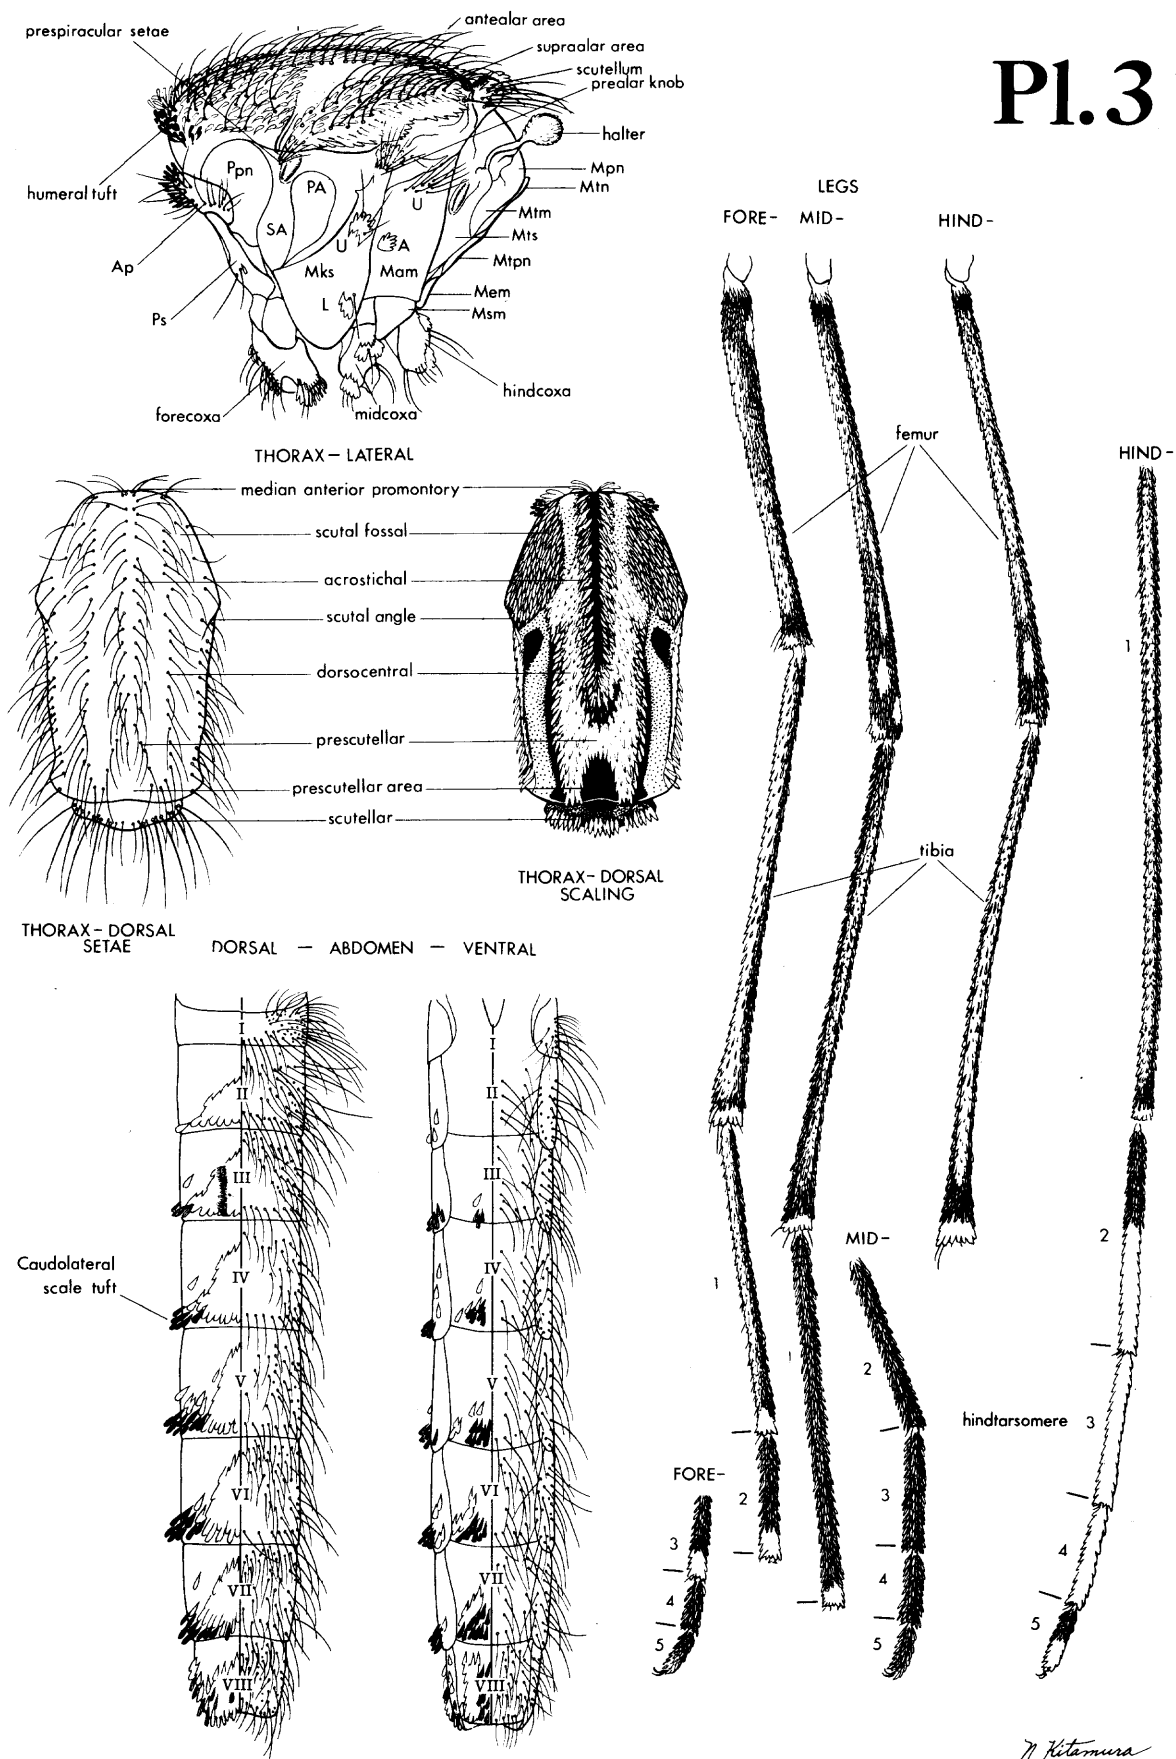 Pl.3
prespiracular setae
antealar area
supraalar area
scutellum
prealar knob
halter
humeral tuft
Ppn
PA
SA
U
U
A
Mks
Mam
L
Mpn
Mtn
Mtm
Mts
Mtpn
Mem
Msm
Ap
Ps
forecoxa
midcoxa
hindcoxa
THORAX – LATERAL
median anterior promontory
scutal fossal
acrostichal
scutal angle
dorsocentral
prescutellar
prescutellar area
scutellar
THORAX – DORSAL
SETAE
THORAX – DORSAL
SCALING
DORSAL – ABDOMEN – VENTRAL
I
II
III
IV
V
VI
VII
VIII
I
II
III
IV
V
VI
VII
VIII
Caudolateral
scale tuft
LEGS
FORE-
MID-
HIND-
femur
tibia
HIND-
1
2
hindtarsomere 3
4
5
1
2
FORE-
3
4
5
1
MID-
2
3
4
5
N Kitamura